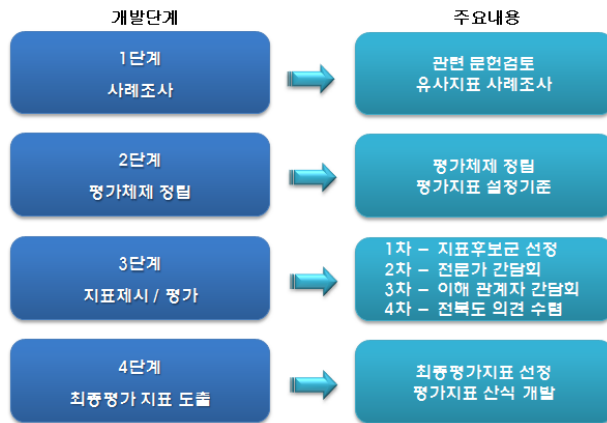 개발단계
주요내용
1단계
사례조사
관련 문헌검토
유사지표 사례조사
2단계
평가체제 정립
평가체제 정립
평가지표 설정기준
3단계
지표제시 / 평가
1차 – 지표후보군 선정
2차 – 전문가 간담회
3차 – 이해 관계자 간담회
4차 – 전북도 의견 수렴
4단계
최종평가 지표 도출
최종평가지표 선정
평가지표 산식 개발